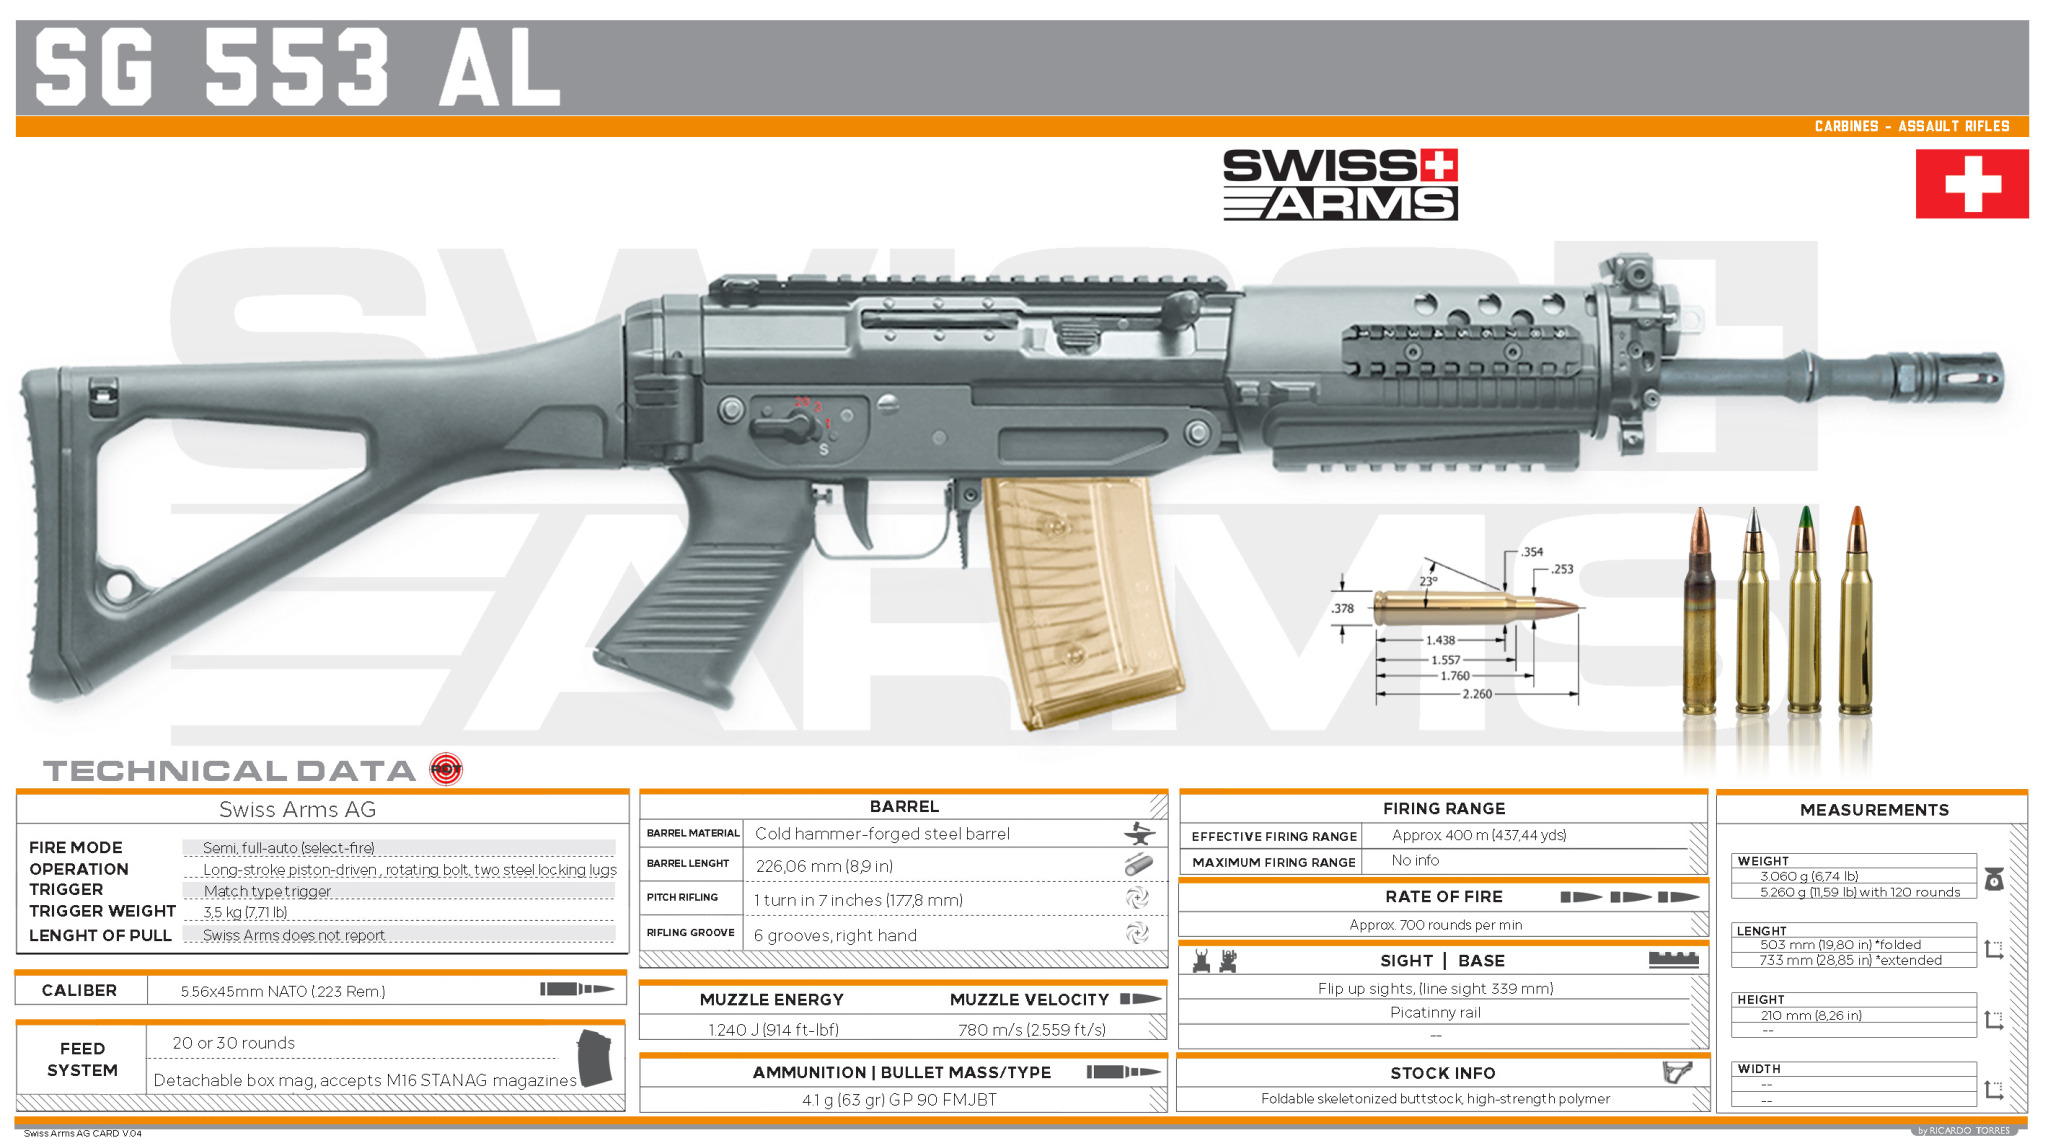 SG 553 AL
CARBINES - ASSAULT RIFLES
SWISS
ARMS
SWISS
ARMS
20
3
1
S
1 2 3 4 5 6 7 8 9
.354
.253
23°
.378
1.438
1.557
1.760
2.260
TECHNICAL DATA
Swiss Arms AG
FIRE MODE Semi, full-auto (select-fire)
OPERATION Long-stroke piston-driven , rotating bolt, two steel locking lugs
TRIGGER Match type trigger
TRIGGER WEIGHT 3,5 kg (7,71 lb)
LENGHT OF PULL Swiss Arms does not report
CALIBER 5.56x45mm NATO (.223 Rem.)
FEED SYSTEM
20 or 30 rounds
Detachable box mag, accepts M16 STANAG magazines
BARREL
BARREL MATERIAL Cold hammer-forged steel barrel
BARREL LENGHT 226,06 mm (8,9 in)
PITCH RIFLING 1 turn in 7 inches (177,8 mm)
RIFLING GROOVE 6 grooves, right hand
MUZZLE ENERGY MUZZLE VELOCITY
1.240 J (914 ft-lbf) 780 m/s (2559 ft/s)
AMMUNITION | BULLET MASS/TYPE
4.1 g (63 gr) GP 90 FMJBT
FIRING RANGE
EFFECTIVE FIRING RANGE Approx 400 m (437,44 yds)
MAXIMUM FIRING RANGE No info
RATE OF FIRE
Approx. 700 rounds per min
SIGHT | BASE
Flip up sights, (line sight 339 mm)
Picatinny rail
--
STOCK INFO
Foldable skeletonized buttstock, high-strength polymer
MEASUREMENTS
WEIGHT
3.060 g (6,74 lb)
5.260 g (11,59 lb) with 120 rounds
LENGHT
503 mm (19,80 in) *folded
733 mm (28,85 in) *extended
HEIGHT
210 mm (8,26 in)
--
WIDTH
--
--
Swiss Arms AG CARD V.04
by RICARDO TORRES